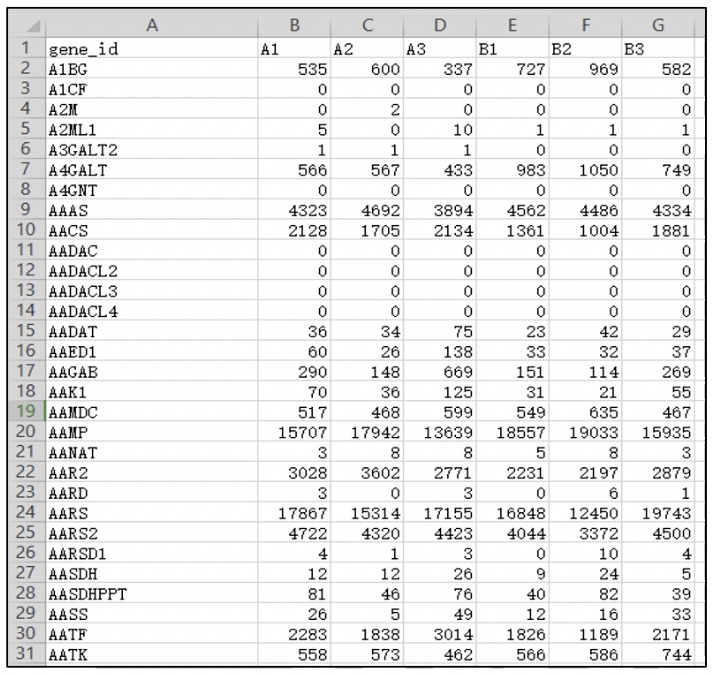 A B C D E F G
1 gene_id A1 A2 A3 B1 B2 B3
2 A1BG 535 600 337 727 969 582
3 A1CF 0 0 0 0 0 0
4 A2M 0 2 0 0 0 0
5 A2ML1 5 0 10 1 1 1
6 A3GALT2 1 1 1 0 0 0
7 A4GALT 566 567 433 983 1050 749
8 A4GNT 0 0 0 0 0 0
9 AAAS 4323 4692 3894 4562 4486 4334
10 AACS 2128 1705 2134 1361 1004 1881
11 AADAC 0 0 0 0 0 0
12 AADACL2 0 0 0 0 0 0
13 AADACL3 0 0 0 0 0 0
14 AADACL4 0 0 0 0 0 0
15 AADAT 36 34 75 23 42 29
16 AAED1 60 26 138 33 32 37
17 AAGAB 290 148 669 151 114 269
18 AAK1 70 36 125 31 21 55
19 AAMDC 517 468 599 549 635 467
20 AAMP 15707 17942 13639 18557 19033 15935
21 AANAT 3 8 8 5 8 3
22 AAR2 3028 3602 2771 2231 2197 2879
23 AARD 3 0 3 0 6 1
24 AARS 17867 15314 17155 16848 12450 19743
25 AARS2 4722 4320 4423 4044 3372 4500
26 AARSD1 4 1 3 0 10 4
27 AASDH 12 12 26 9 24 5
28 AASDHPPT 81 46 76 40 82 39
29 AASS 26 5 49 12 16 33
30 AATF 2283 1838 3014 1826 1189 2171
31 AATK 558 573 462 566 586 744